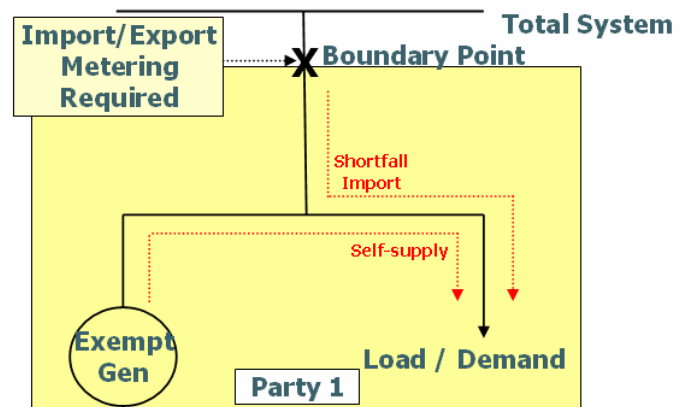 Total System
Import/Export
Metering
Required
X Boundary Point
Shortfall
Import
Self-supply
Exempt
Gen
Load / Demand
Party 1